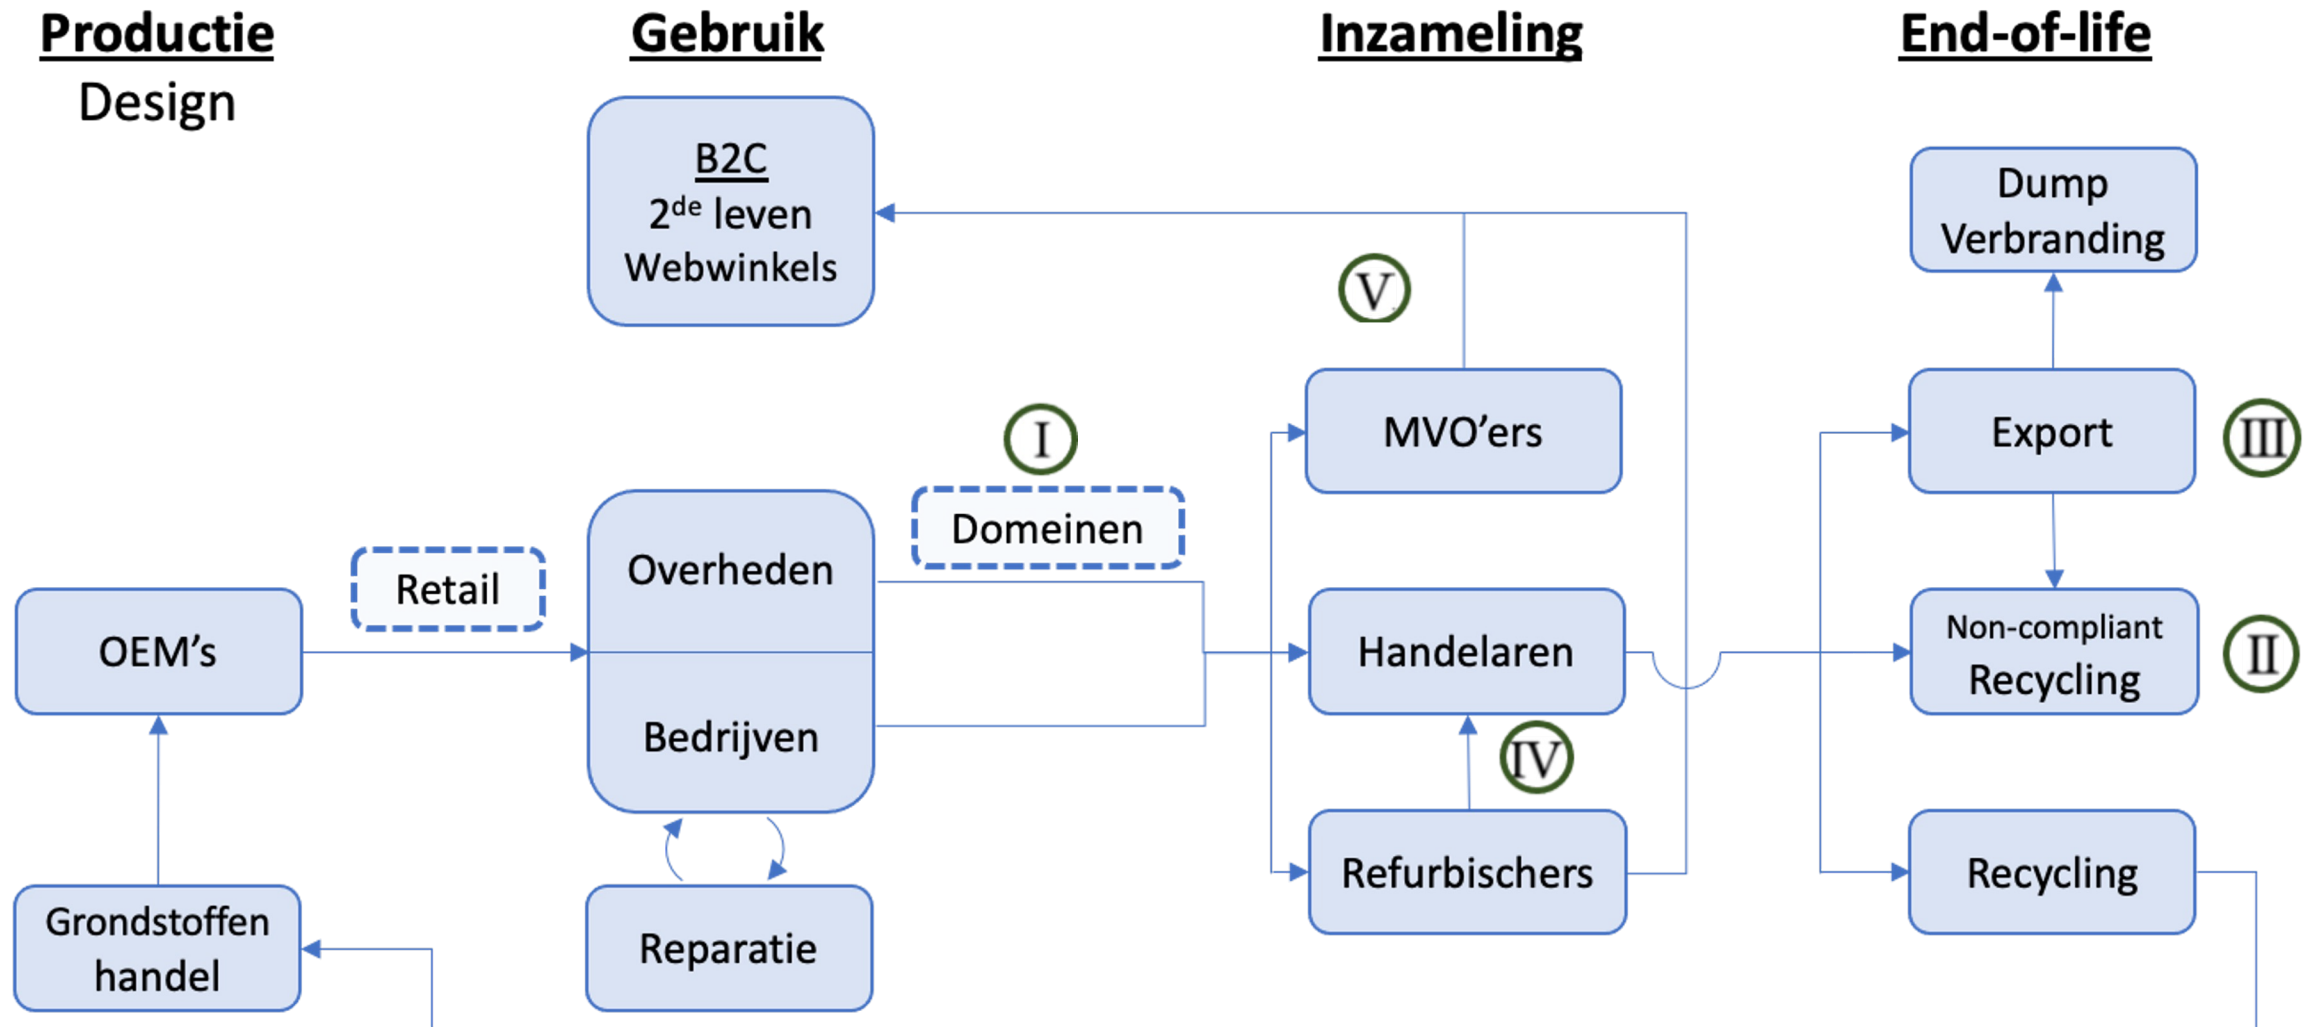 Productie
Design
Gebruik
Inzameling
End-of-life
B2C
2de leven
Webwinkels
Dump
Verbranding
V
I
MVO’ers
Export
III
Domeinen
Retail
Overheden
OEM’s
Handelaren
Non-compliant
Recycling
II
Bedrijven
IV
Refurbischers
Recycling
Grondstoffen
handel
Reparatie